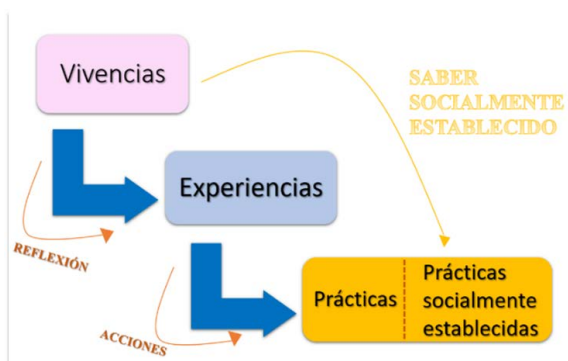 Vivencias
SABER
SOCIALMENTE
ESTABLECIDO
Experiencias
REFLEXIÓN
Prácticas
Prácticas
socialmente
establecidas
ACCIONES